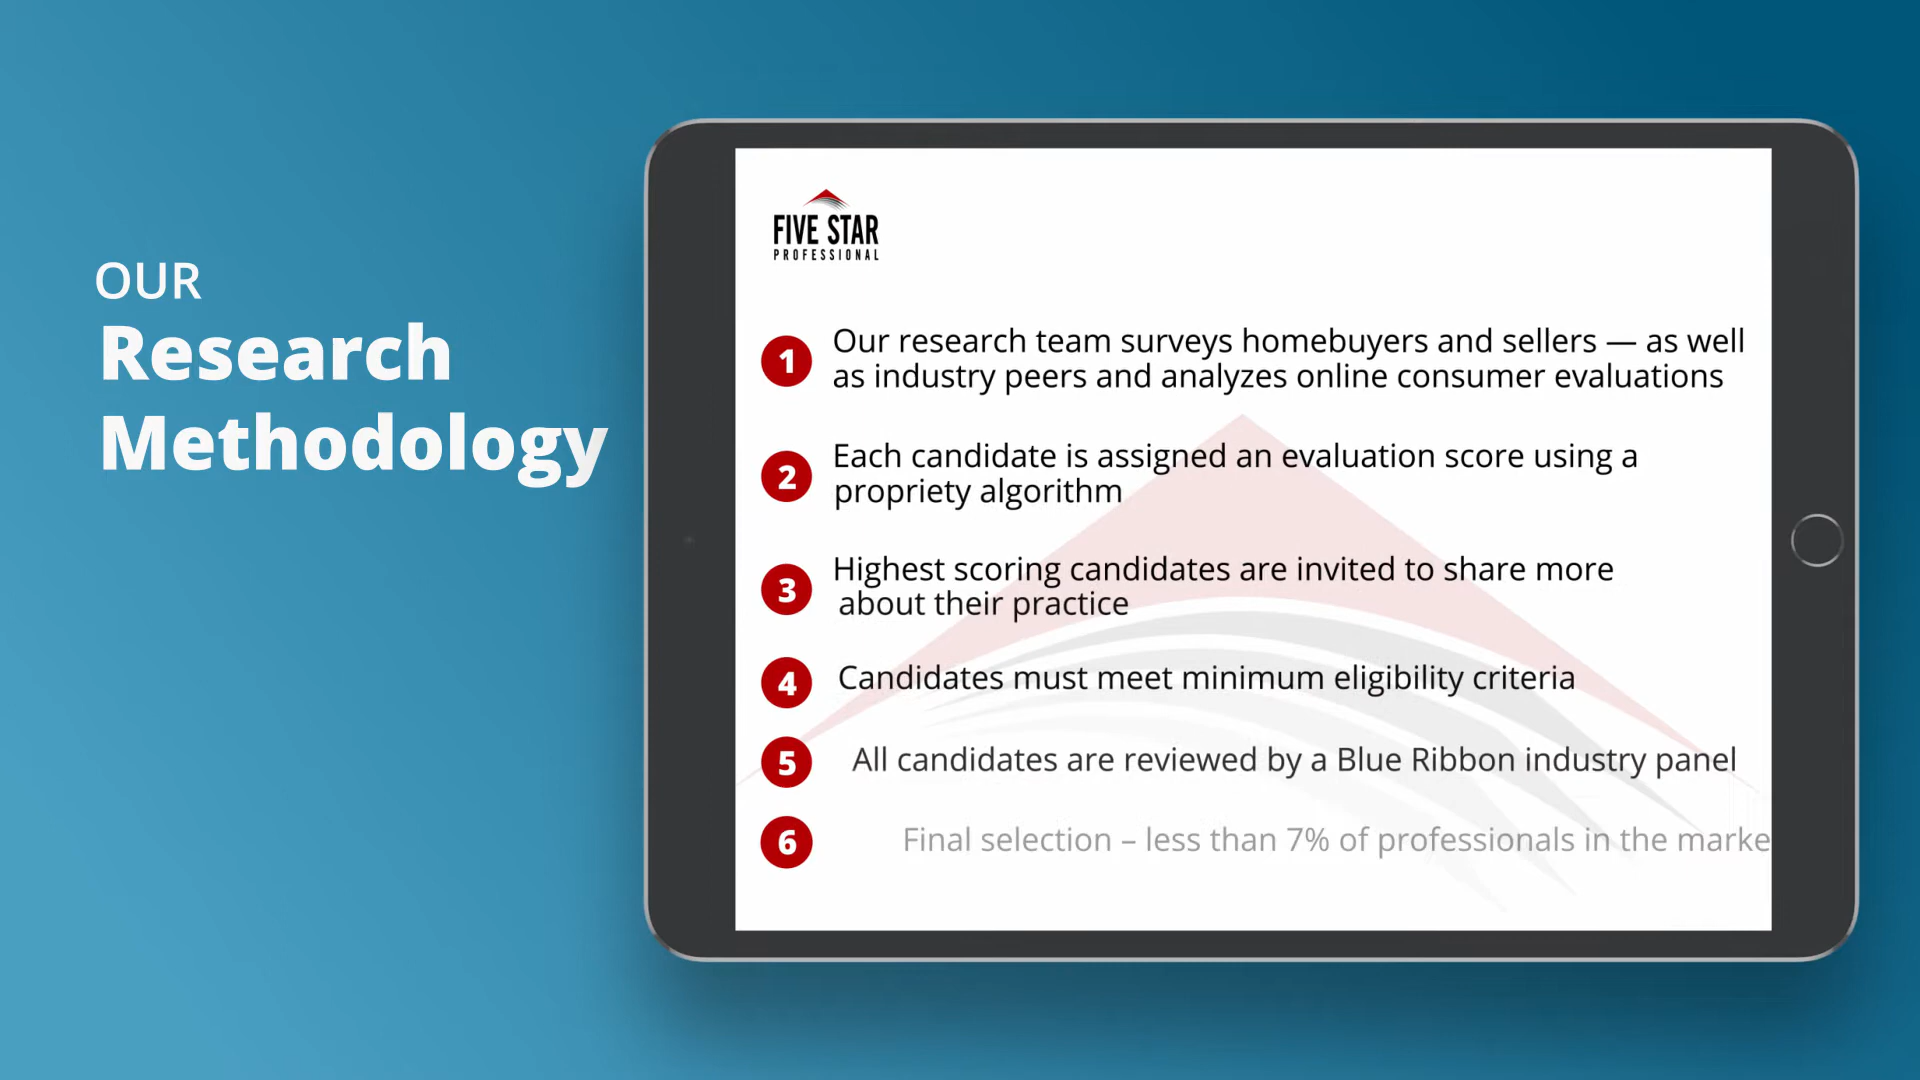 OUR
Research
Methodology
FIVE STAR
PROFESSIONAL
1 Our research team surveys homebuyers and sellers — as well
as industry peers and analyzes online consumer evaluations
2 Each candidate is assigned an evaluation score using a
propriety algorithm
3 Highest scoring candidates are invited to share more
about their practice
4 Candidates must meet minimum eligibility criteria
5 All candidates are reviewed by a Blue Ribbon industry panel
6 Final selection – less than 7% of professionals in the marke